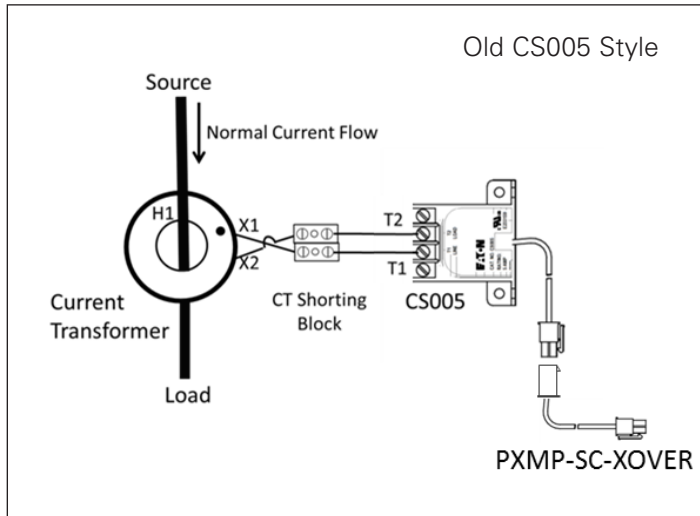 Old CS005 Style
Source
Normal Current Flow
H1
X1
X2
T2
T1
Current
Transformer
CT Shorting
Block
CS005
EATON
Load
PXMP-SC-XOVER